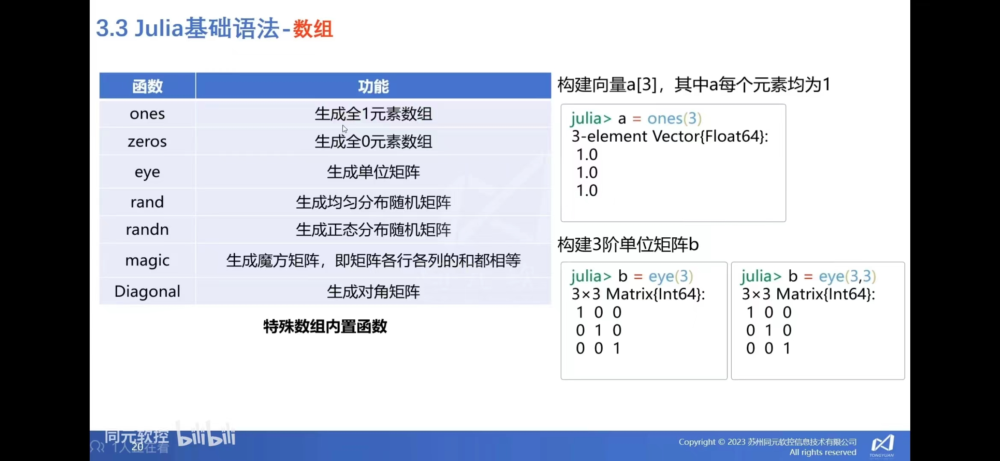 3.3 Julia基础语法-数组
函数 功能
ones 生成全1元素数组
zeros 生成全0元素数组
eye 生成单位矩阵
rand 生成均匀分布随机矩阵
randn 生成正态分布随机矩阵
magic 生成魔方矩阵，即矩阵各行各列的和都相等
Diagonal 生成对角矩阵
特殊数组内置函数
构建向量a[3]，其中a每个元素均为1
julia> a = ones(3)
3-element Vector{Float64}:
1.0
1.0
1.0
构建3阶单位矩阵b
julia> b = eye(3)
3×3 Matrix{Int64}:
1 0 0
0 1 0
0 0 1
julia> b = eye(3,3)
3×3 Matrix{Int64}:
1 0 0
0 1 0
0 0 1
同元软控 bilibili
1人正在看
20
Copyright © 2023 苏州同元软控信息技术有限公司
All rights reserved
TONGYUAN